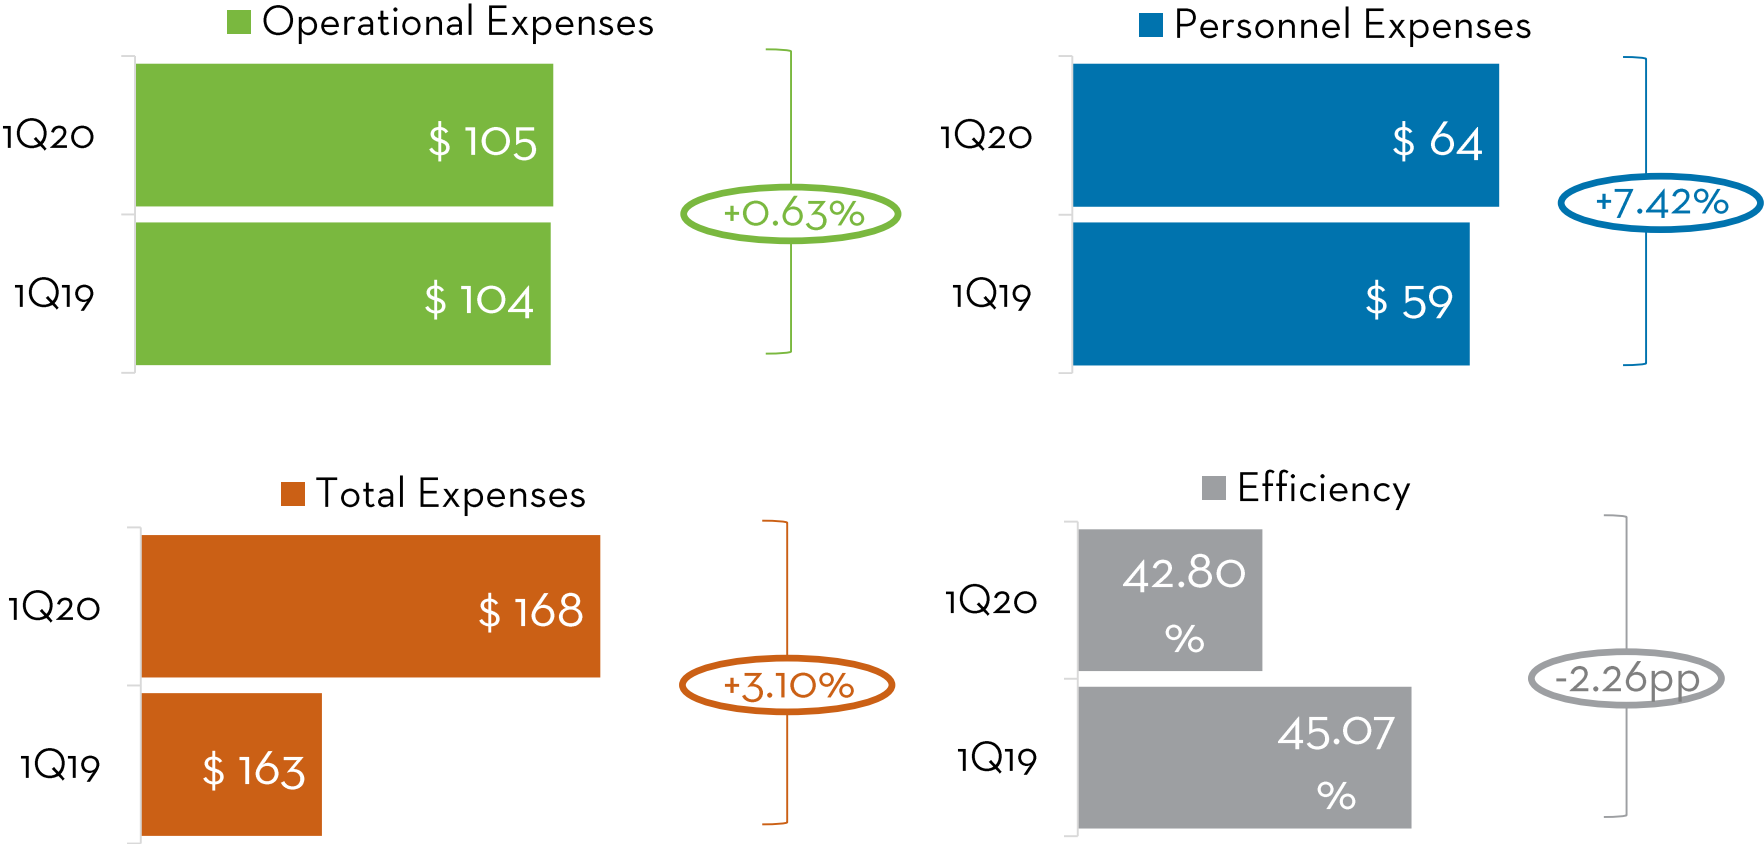 Operational Expenses
1Q20
$ 105
1Q19
$ 104
+0.63%
Personnel Expenses
1Q20
$ 64
1Q19
$ 59
+7.42%
Total Expenses
1Q20
$ 168
1Q19
$ 163
+3.10%
Efficiency
1Q20
42.80
%
1Q19
45.07
%
-2.26pp